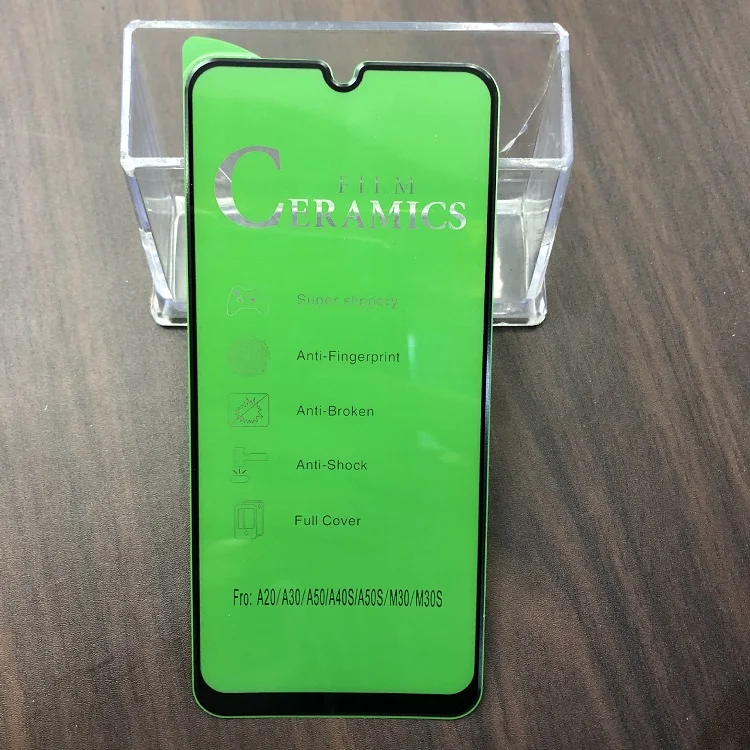 FILM
CERAMICS
Super slippery
Anti-Fingerprint
Anti-Broken
Anti-Shock
Full Cover
Fro: A20/A30/A50/A40S/A50S/M30/M30S